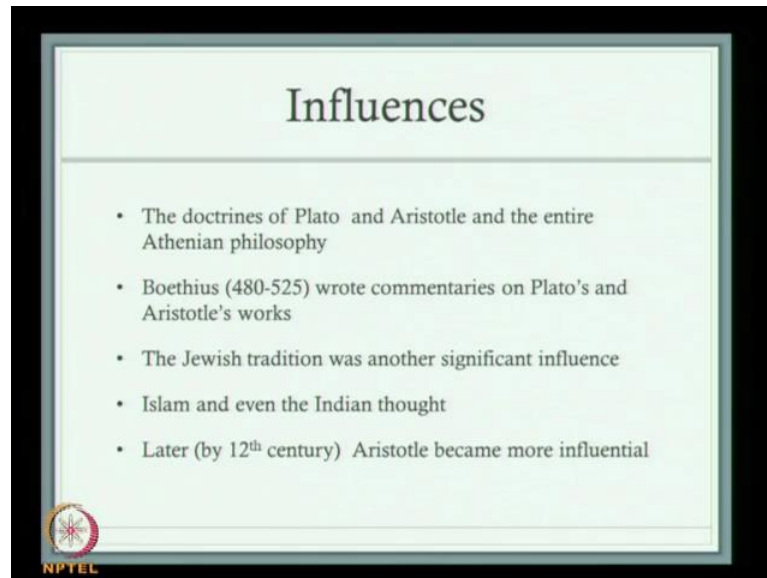 Influences
• The doctrines of Plato and Aristotle and the entire
Athenian philosophy
• Boethius (480-525) wrote commentaries on Plato's and
Aristotle's works
• The Jewish tradition was another significant influence
• Islam and even the Indian thought
• Later (by 12th century) Aristotle became more influential
NPTEL